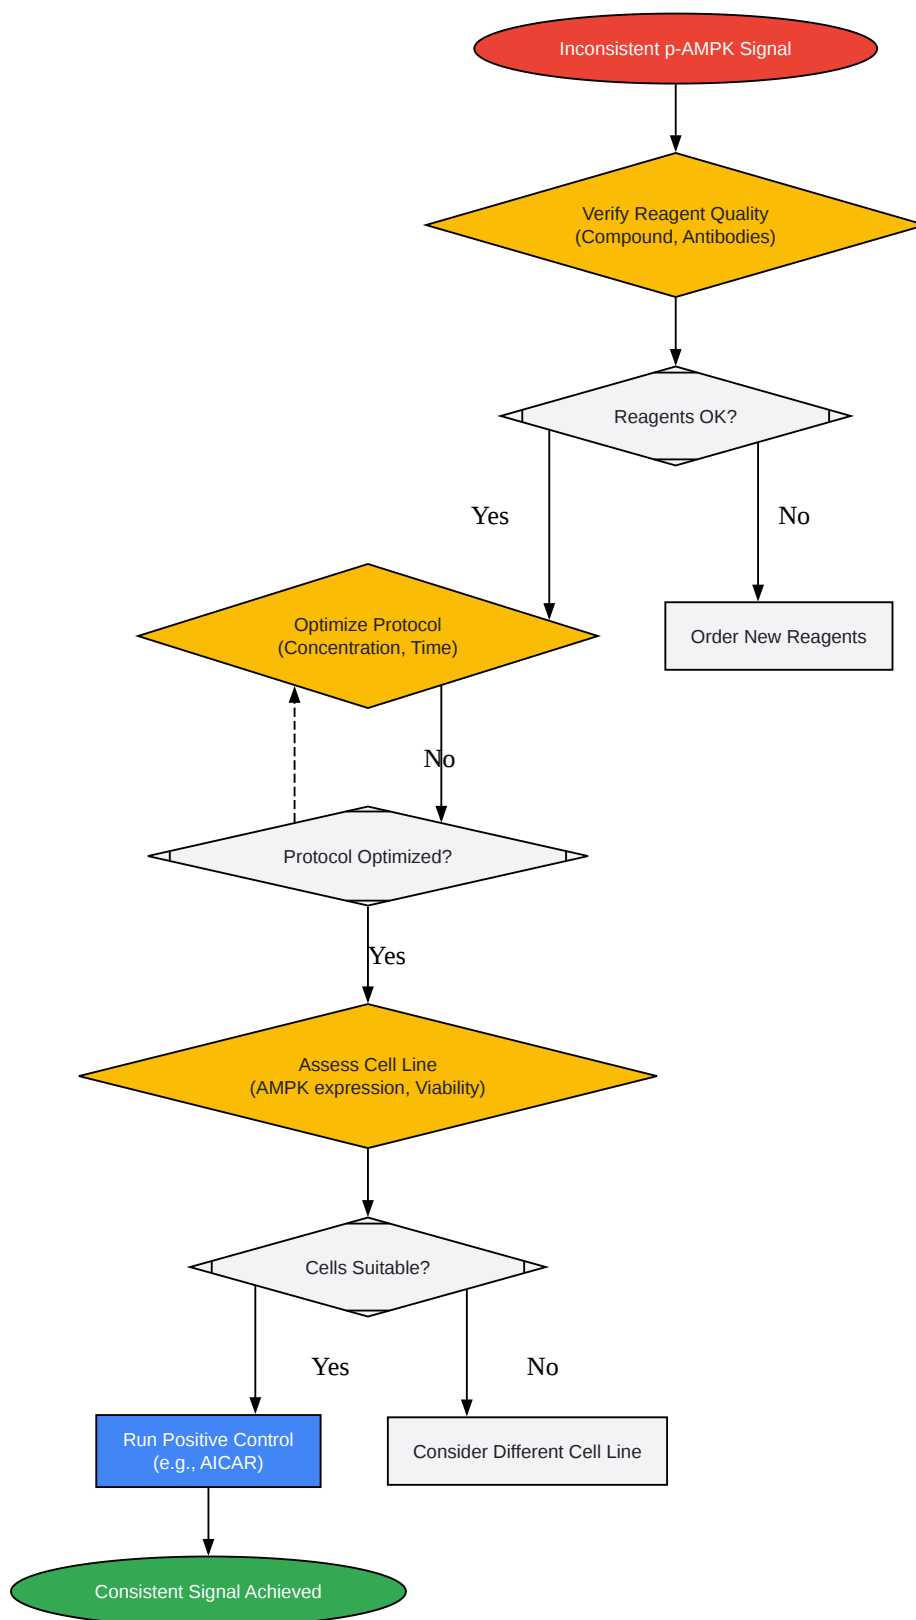 Inconsistent p-AMPK Signal
Verify Reagent Quality
(Compound, Antibodies)
Reagents OK?
Yes
No
Optimize Protocol
(Concentration, Time)
Order New Reagents
No
Protocol Optimized?
Yes
Assess Cell Line
(AMPK expression, Viability)
Cells Suitable?
Yes
No
Run Positive Control
(e.g., AICAR)
Consider Different Cell Line
Consistent Signal Achieved